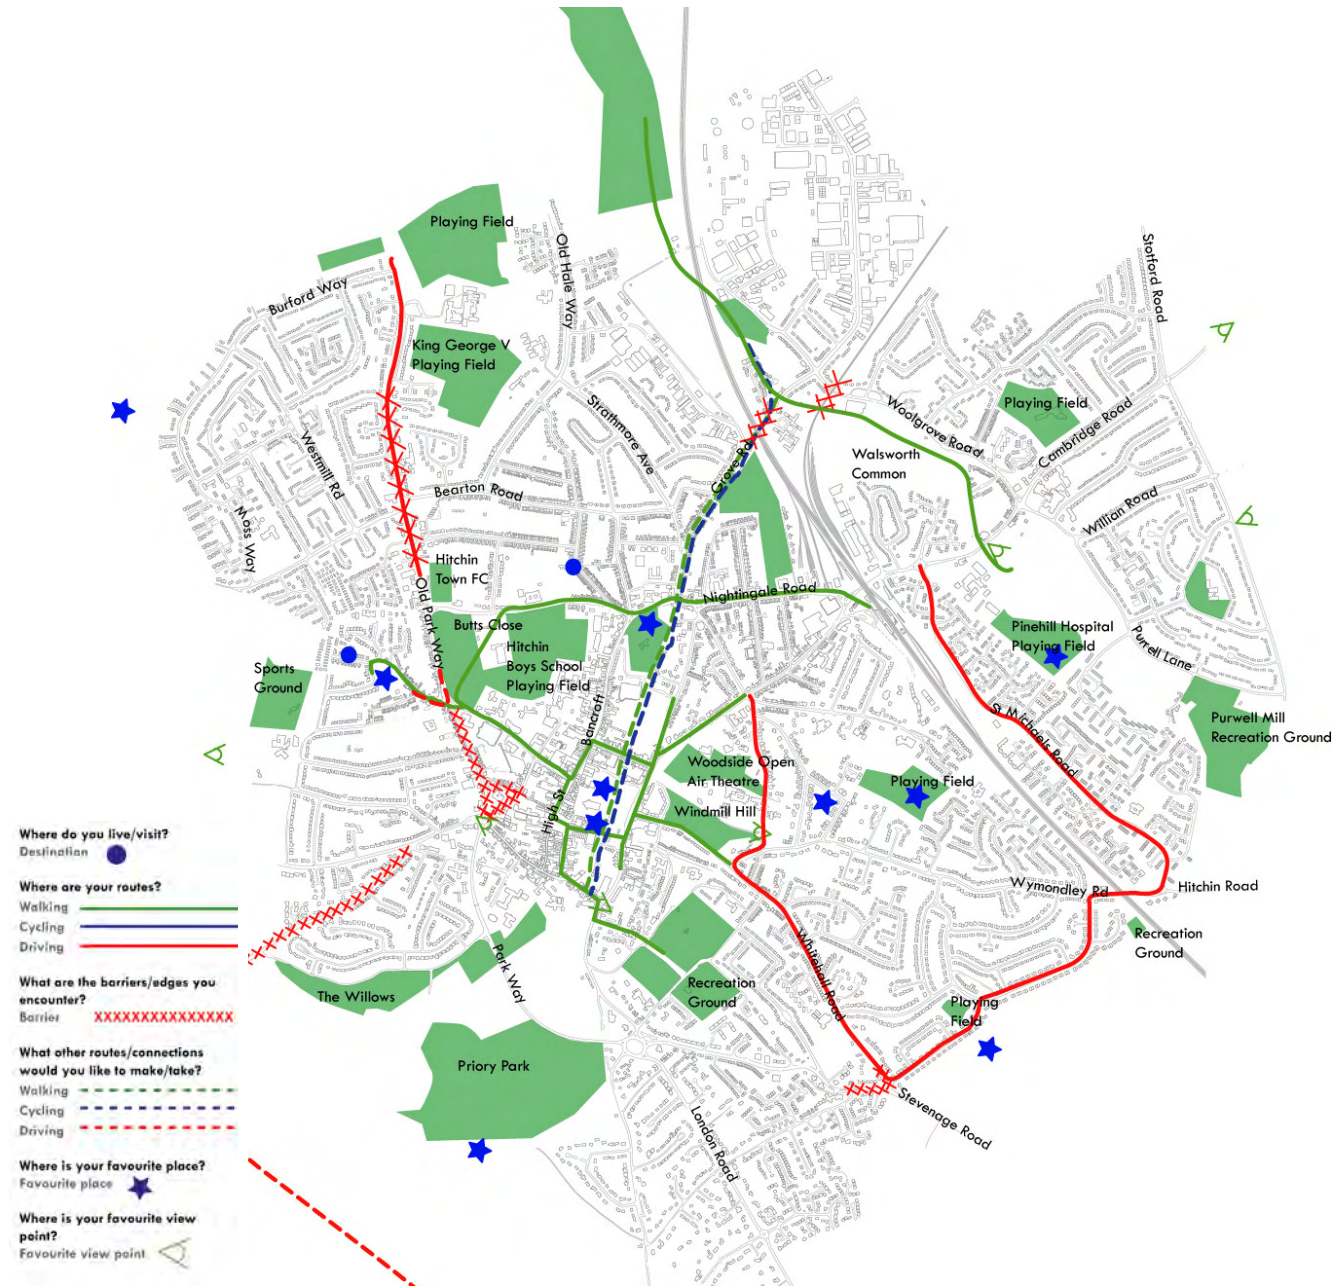 Playing Field
Old Hale Way
Stotford Road
Burford Way
King George V
Playing Field
Strathmore Ave
Woolgrove Road
Playing Field
Cambridge Road
Westmill Rd
Grove Rd
Walsworth
Common
Bearton Road
Willian Road
Moss Way
Hitchin
Town FC
Old Park Way
Nightingale Road
Butts Close
Hitchin
Boys School
Playing Field
Pinehill Hospital
Playing Field
Purrell Lane
Sports
Ground
Bancroft
St Michaels Road
Purwell Mill
Recreation Ground
Woodside Open
Air Theatre
Playing Field
High St
Windmill Hill
Wymondley Rd
Hitchin Road
Whitehall Road
Recreation
Ground
Park Way
The Willows
Recreation
Ground
Playing
Field
Priory Park
London Road
Stevenage Road
Where do you live/visit?
Destination
Where are your routes?
Walking
Cycling
Driving
What are the barriers/edges you
encounter?
Barrier
XXXXXXXXXXXXXXX
What other routes/connections
would you like to make/take?
Walking
Cycling
Driving
Where is your favourite place?
Favourite place
Where is your favourite view
point?
Favourite view point